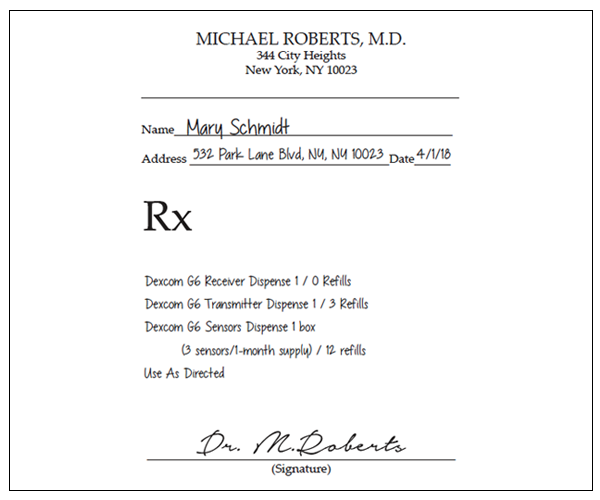 MICHAEL ROBERTS, M.D.
344 City Heights
New York, NY 10023
Name Mary Schmidt
Address 532 Park Lane Blvd, NY, NY 10023 Date 4/1/18
Rx
Dexcom G6 Receiver Dispense 1 / 0 Refills
Dexcom G6 Transmitter Dispense 1 / 3 Refills
Dexcom G6 Sensors Dispense 1 box
(3 sensors/1-month supply) / 12 refills
Use As Directed
Dr. M.Roberts
(Signature)